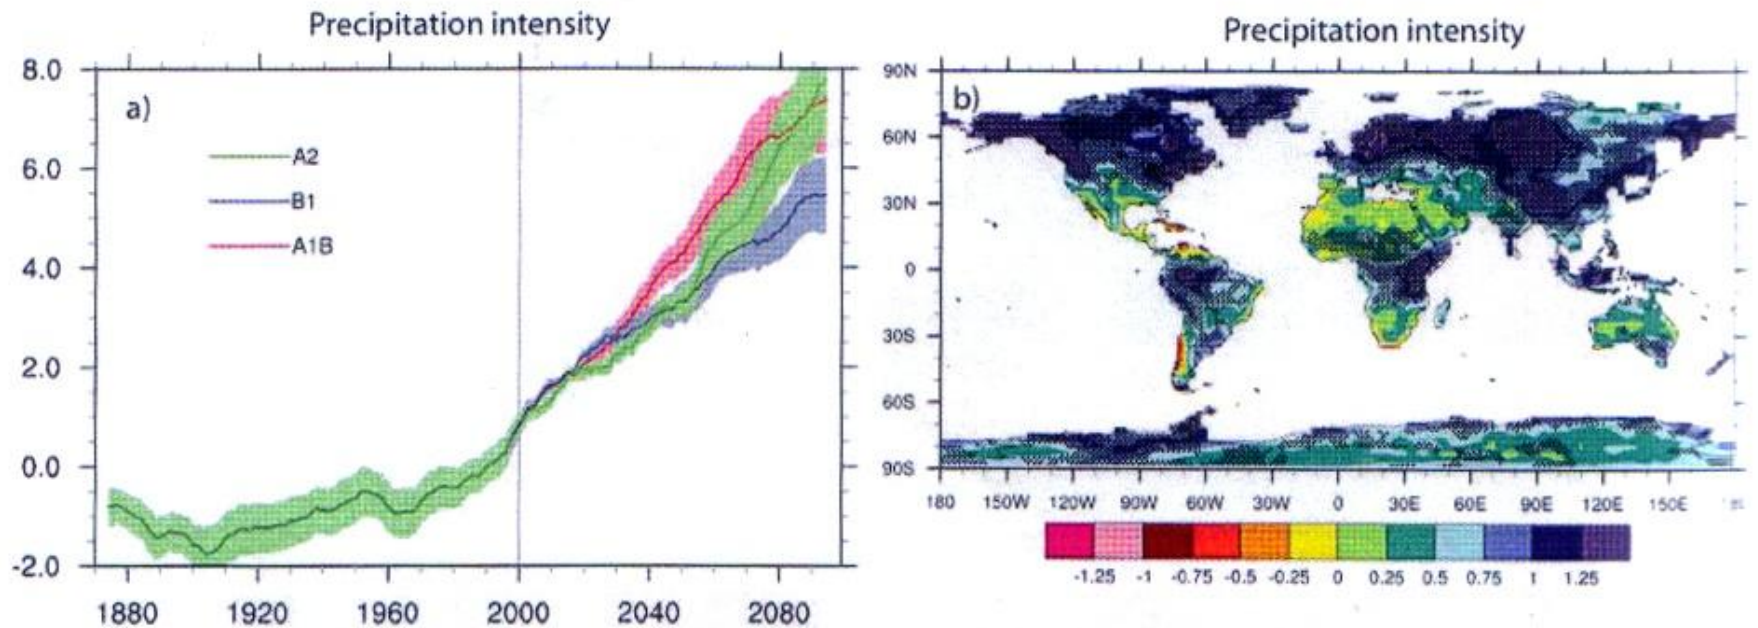 Precipitation intensity
8.0
6.0
4.0
2.0
0.0
-2.0
a)
A2
B1
A1B
1880 1920 1960 2000 2040 2080
Precipitation intensity
90N
60N
30N
0
30S
60S
90S
b)
180 150W 120W 90W 60W 30W 0 30E 60E 90E 120E 150E
-1.25 -1 -0.75 -0.5 -0.25 0 0.25 0.5 0.75 1 1.25